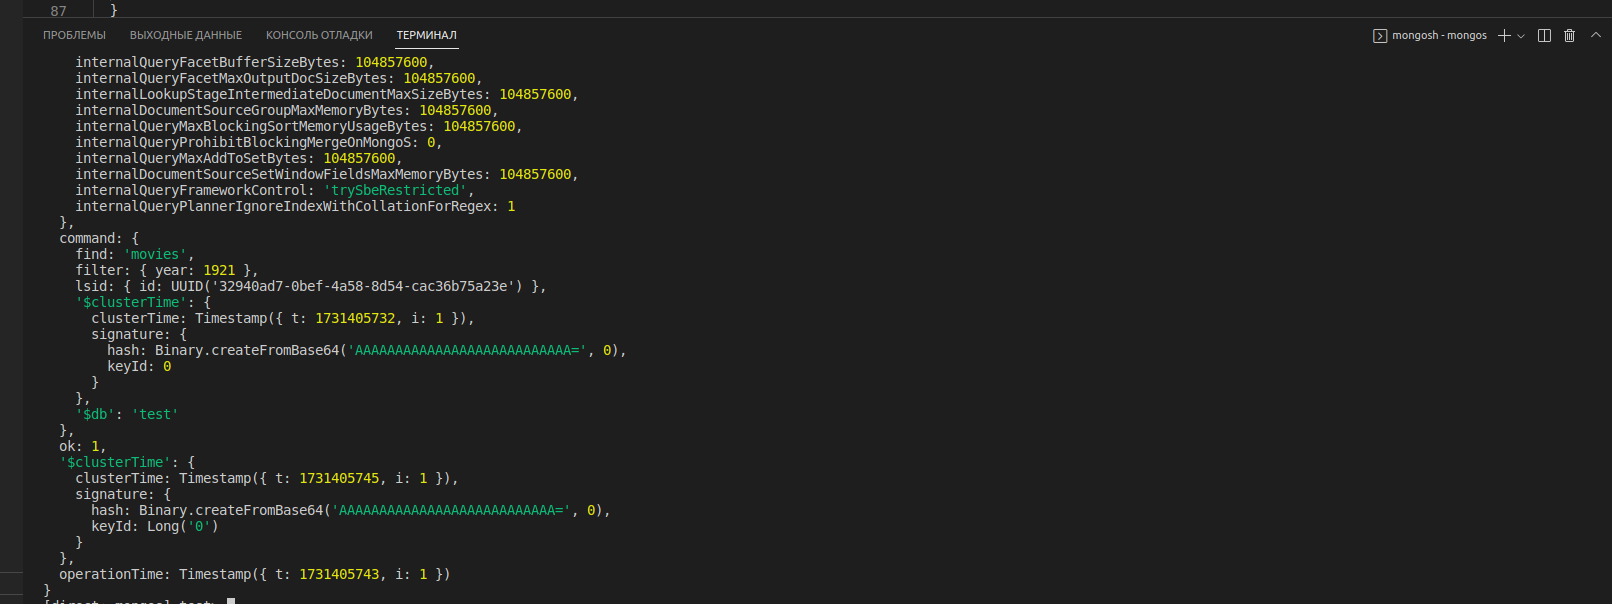 87 }
ПРОБЛЕМЫ ВЫХОДНЫЕ ДАННЫЕ КОНСОЛЬ ОТЛАДКИ ТЕРМИНАЛ mongosh - mongos
internalQueryFacetBufferSizeBytes: 104857600,
internalQueryFacetMaxOutputDocSizeBytes: 104857600,
internalLookupStageIntermediateDocumentMaxSizeBytes: 104857600,
internalDocumentSourceGroupMaxMemoryBytes: 104857600,
internalQueryMaxBlockingSortMemoryUsageBytes: 104857600,
internalQueryProhibitBlockingMergeOnMongoS: 0,
internalQueryMaxAddToSetBytes: 104857600,
internalDocumentSourceSetWindowFieldsMaxMemoryBytes: 104857600,
internalQueryFrameworkControl: 'trySbeRestricted',
internalQueryPlannerIgnoreIndexWithCollationForRegex: 1
},
command: {
find: 'movies',
filter: { year: 1921 },
lsid: { id: UUID('32940ad7-0bef-4a58-8d54-cac36b75a23e') },
'$clusterTime': {
clusterTime: Timestamp({ t: 1731405732, i: 1 }),
signature: {
hash: Binary.createFromBase64('AAAAAAAAAAAAAAAAAAAAAAAAAAA=', 0),
keyId: 0
}
},
'$db': 'test'
},
ok: 1,
'$clusterTime': {
clusterTime: Timestamp({ t: 1731405745, i: 1 }),
signature: {
hash: Binary.createFromBase64('AAAAAAAAAAAAAAAAAAAAAAAAAAA=', 0),
keyId: Long('0')
}
},
operationTime: Timestamp({ t: 1731405743, i: 1 })
}
[direct: mongos] test>